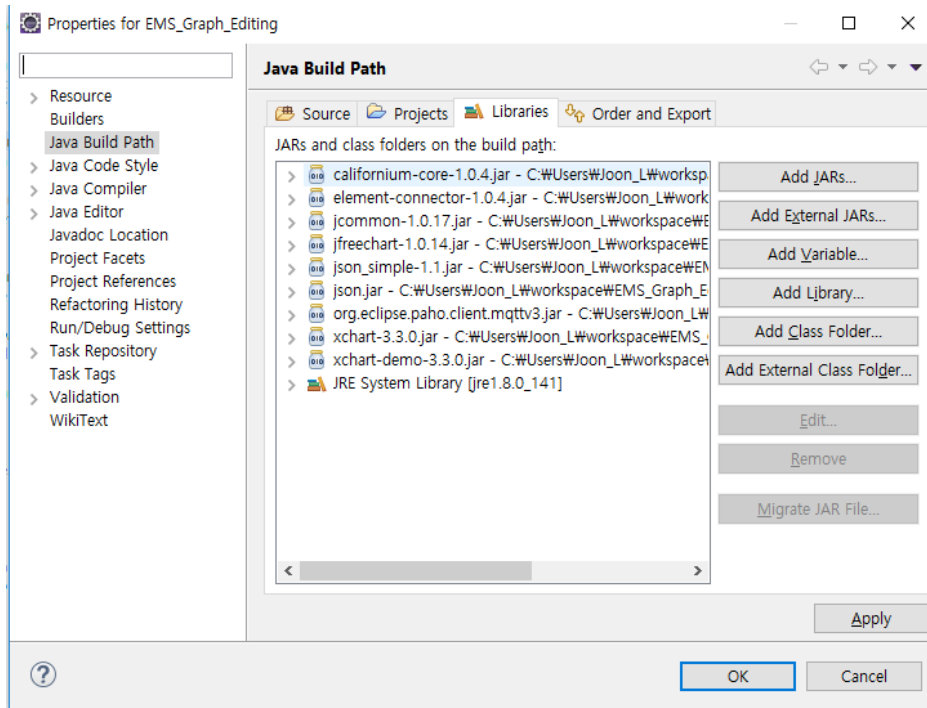 Properties for EMS_Graph_Editing
Resource
Builders
Java Build Path
Java Code Style
Java Compiler
Java Editor
Javadoc Location
Project Facets
Project References
Refactoring History
Run/Debug Settings
Task Repository
Task Tags
Validation
WikiText
Java Build Path
Source Projects Libraries Order and Export
JARs and class folders on the build path:
californium-core-1.0.4.jar - C:₩Users₩Joon_L₩worksp
element-connector-1.0.4.jar - C:₩Users₩Joon_L₩work
jcommon-1.0.17.jar - C:₩Users₩Joon_L₩workspace₩E
jfreechart-1.0.14.jar - C:₩Users₩Joon_L₩workspace₩E
json_simple-1.1.jar - C:₩Users₩Joon_L₩workspace₩EM
json.jar - C:₩Users₩Joon_L₩workspace₩EMS_Graph_E
org.eclipse.paho.client.mqttv3.jar - C:₩Users₩Joon_L₩
xchart-3.3.0.jar - C:₩Users₩Joon_L₩workspace₩EMS_
xchart-demo-3.3.0.jar - C:₩Users₩Joon_L₩workspace₩
JRE System Library [jre1.8.0_141]
Add JARs...
Add External JARs...
Add Variable...
Add Library...
Add Class Folder...
Add External Class Folder...
Edit...
Remove
Migrate JAR File...
Apply
OK
Cancel